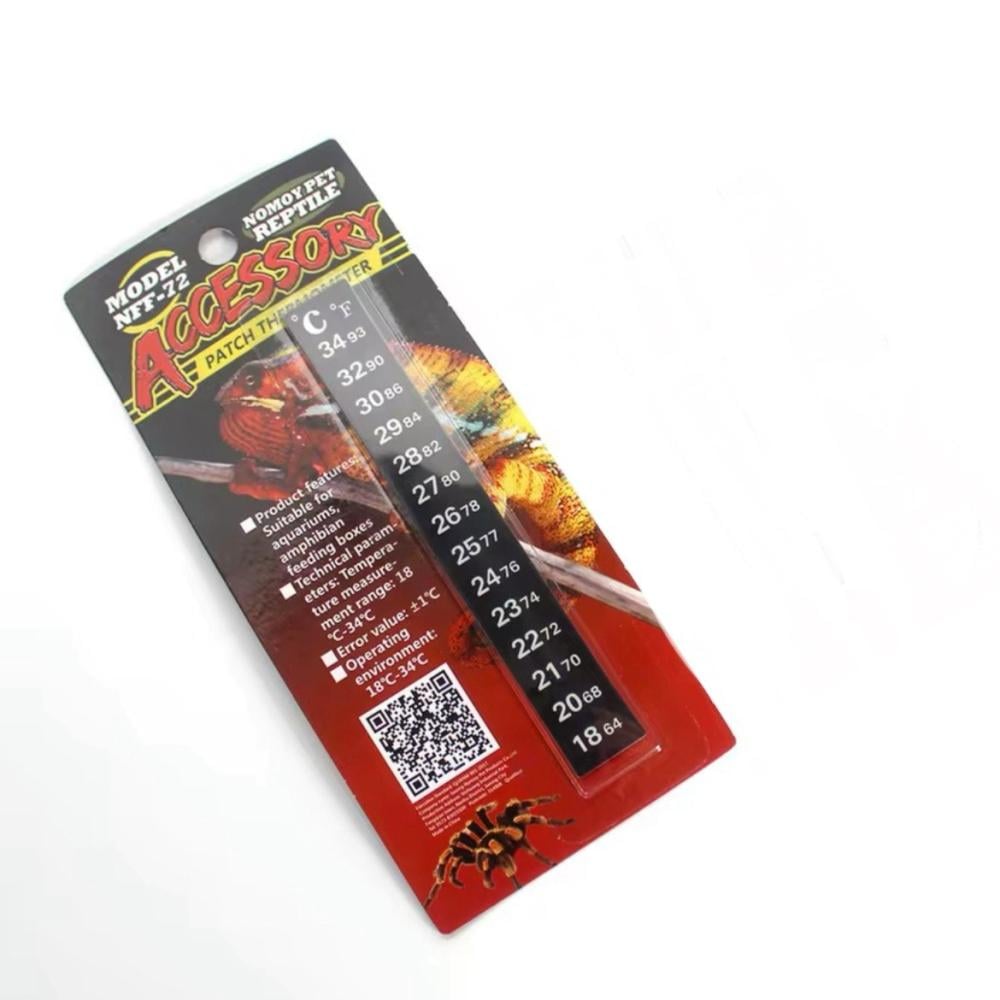 NOMOY PET
REPTILE
MODEL
NFF-72
ACCESSORY
PATCH THERMOMETER
°C °F
34 93
32 90
30 86
29 84
28 82
27 80
26 78
25 77
24 76
23 74
22 72
21 70
20 68
18 64
Product features:
Suitable for
aquariums,
amphibian
feeding boxes
Technical param-
eters: Tempera-
ture measure-
ment range: 18
℃-34℃
Error value: ±1℃
Operating
environment:
18℃-34℃
Made in China